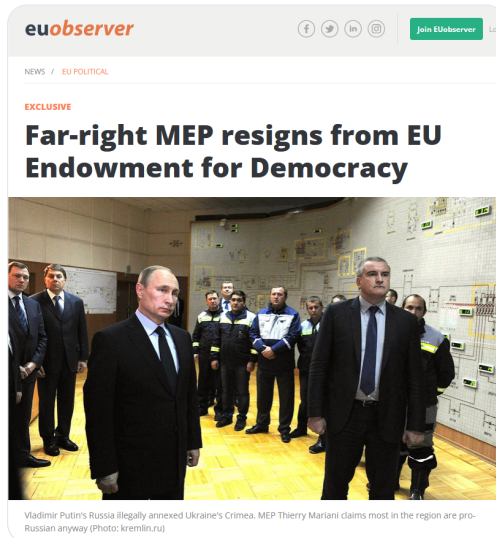 euobserver
Join EUobserver
Lo
NEWS / EU POLITICAL
EXCLUSIVE
Far-right MEP resigns from EU
Endowment for Democracy
Vladimir Putin's Russia illegally annexed Ukraine's Crimea. MEP Thierry Mariani claims most in the region are pro-
Russian anyway (Photo: kremlin.ru)